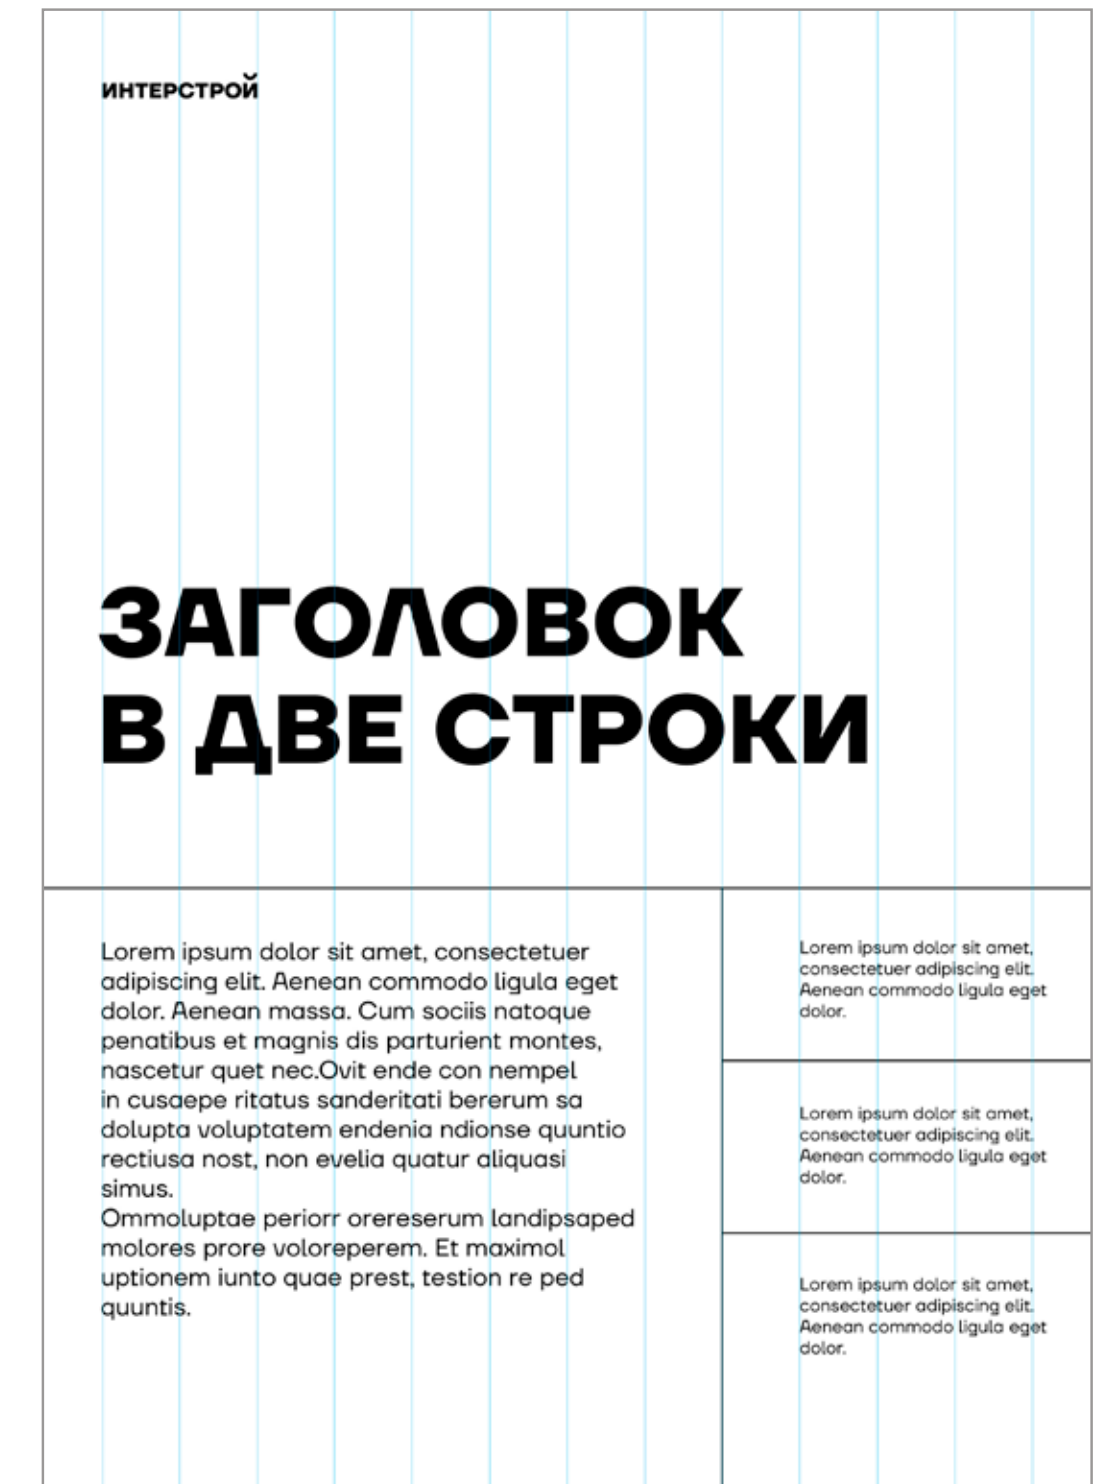 ИНТЕРСТРОЙ
ЗАГОЛОВОК
В ДВЕ СТРОКИ
Lorem ipsum dolor sit amet, consectetuer
adipiscing elit. Aenean commodo ligula eget
dolor. Aenean massa. Cum sociis natoque
penatibus et magnis dis parturient montes,
nascetur quet nec.Ovit ende con nempel
in cusaepe ritatus sanderitati bererum sa
dolupta voluptatem endenia ndionse quuntio
rectiusa nost, non evelia quatur aliquasi
simus.
Ommoluptae periorr orereserum landipsaped
molores prore voloreperem. Et maximol
uptionem iunto quae prest, testion re ped
quuntis.
Lorem ipsum dolor sit amet,
consectetuer adipiscing elit.
Aenean commodo ligula eget
dolor.
Lorem ipsum dolor sit amet,
consectetuer adipiscing elit.
Aenean commodo ligula eget
dolor.
Lorem ipsum dolor sit amet,
consectetuer adipiscing elit.
Aenean commodo ligula eget
dolor.